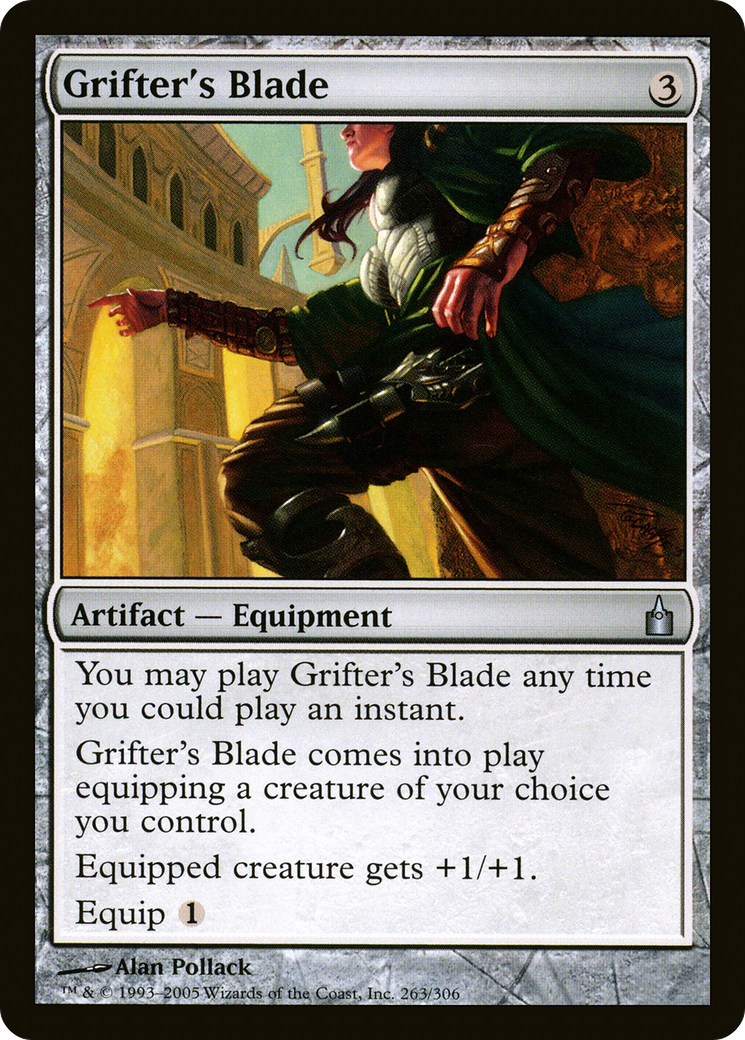 Grifter's Blade 3
You may play Grifter's Blade any time
you could play an instant.
Grifter's Blade comes into play
equipping a creature of your choice
you control.
Equipped creature gets +1/+1.
Equip 1
Artifact — Equipment
Alan Pollack
™ & © 1993–2005 Wizards of the Coast, Inc. 263/306